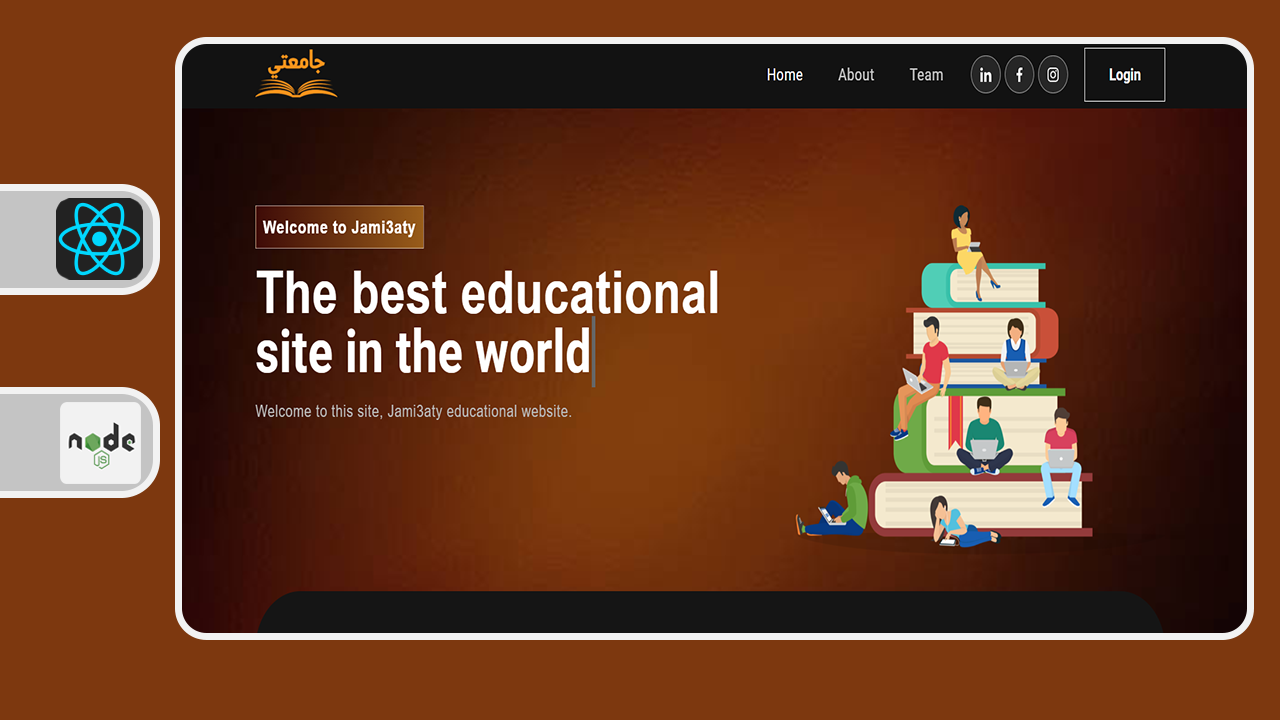 جامعتي
Home About Team in f Login
Welcome to Jami3aty
The best educational
site in the world
Welcome to this site, Jami3aty educational website.
node
JS